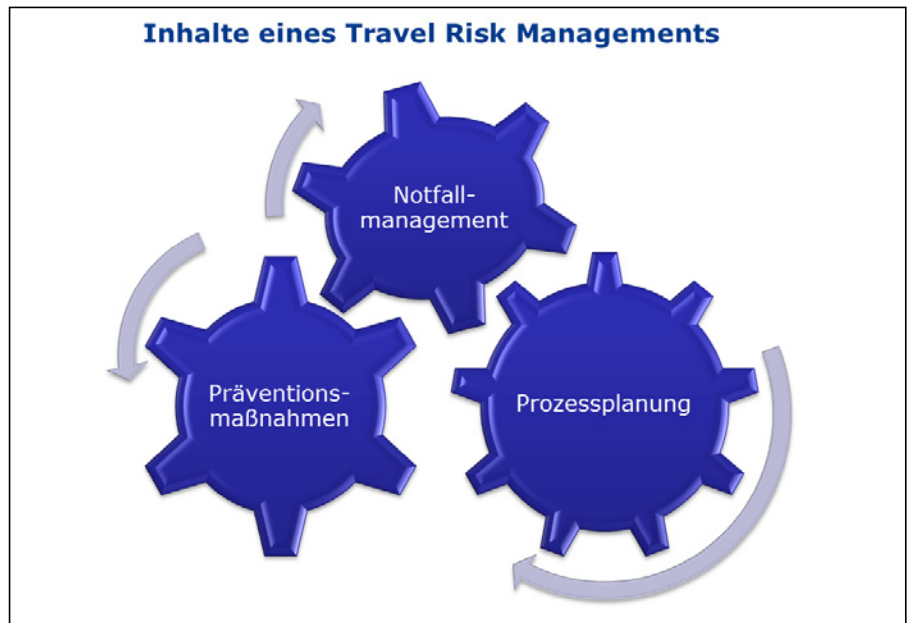 Inhalte eines Travel Risk Managements
Notfall-
management
Präventions-
maßnahmen
Prozessplanung